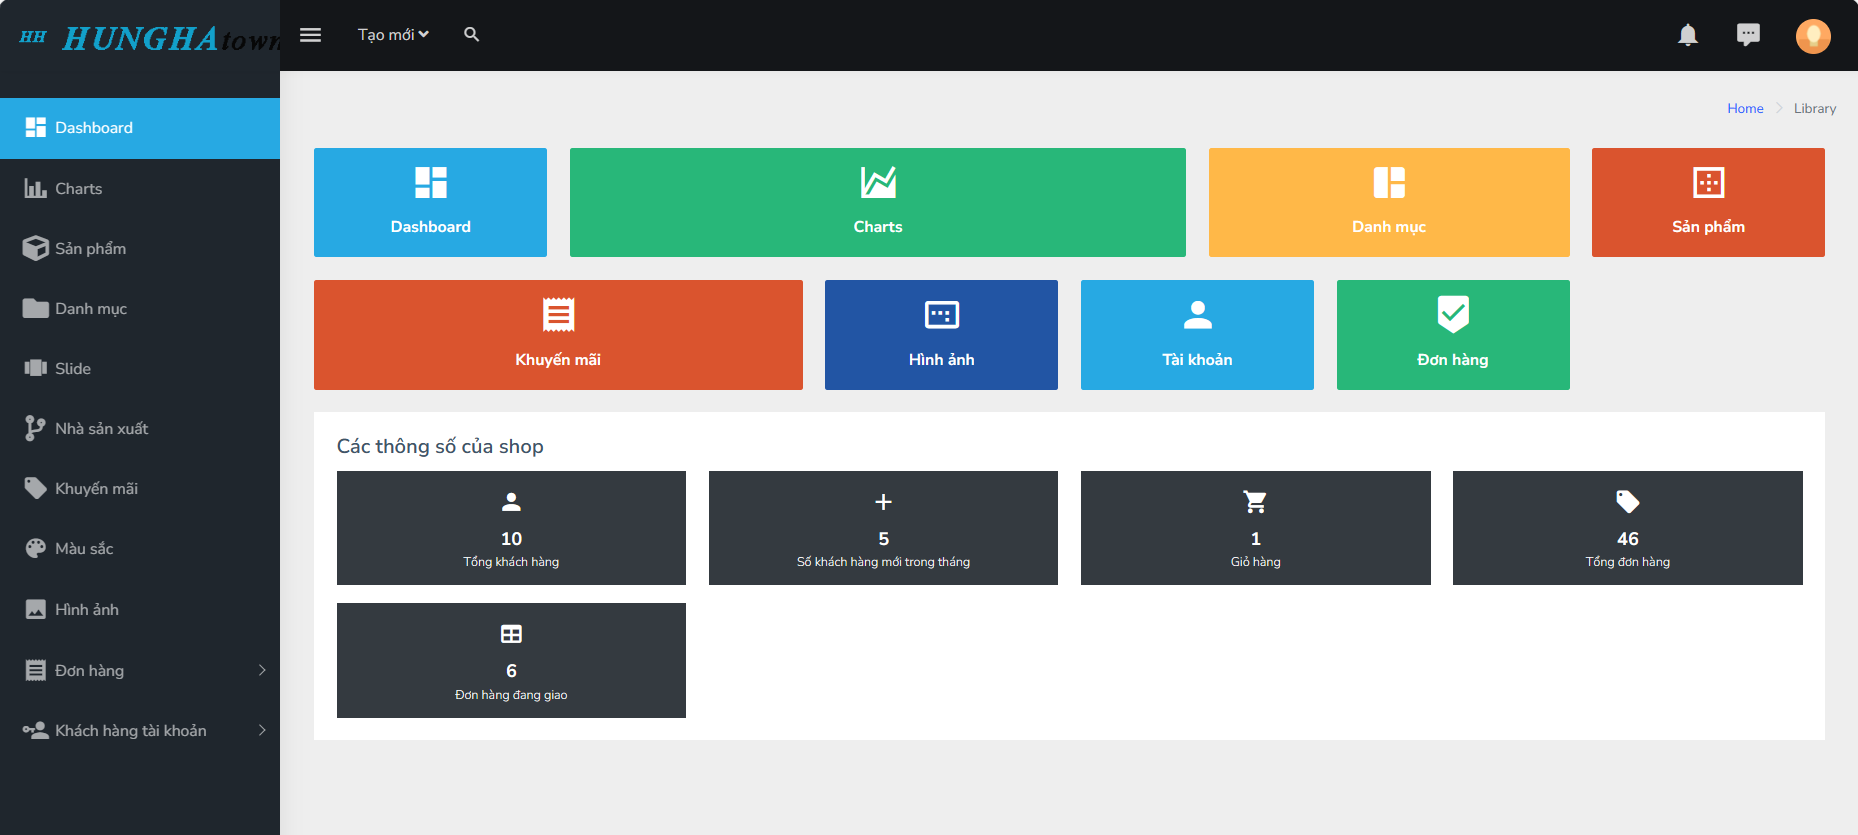 HH HUNGHAtown
Tạo mới
Home Library
Dashboard
Charts
Sản phẩm
Danh mục
Slide
Nhà sản xuất
Khuyến mãi
Màu sắc
Hình ảnh
Đơn hàng
Khách hàng tài khoản
Dashboard
Charts
Danh mục
Sản phẩm
Khuyến mãi
Hình ảnh
Tài khoản
Đơn hàng
Các thông số của shop
10
Tổng khách hàng
5
Số khách hàng mới trong tháng
1
Giỏ hàng
46
Tổng đơn hàng
6
Đơn hàng đang giao